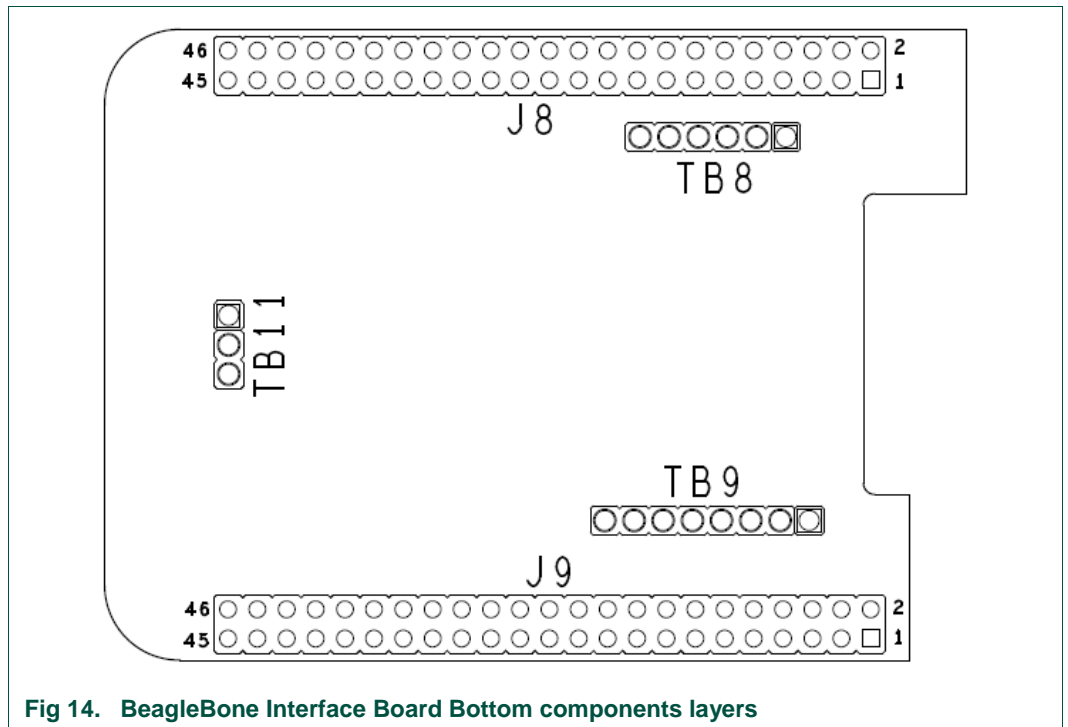 46 2
45 1
J8
TB8
TB11
TB9
J9
46 2
45 1
Fig 14. BeagleBone Interface Board Bottom components layers